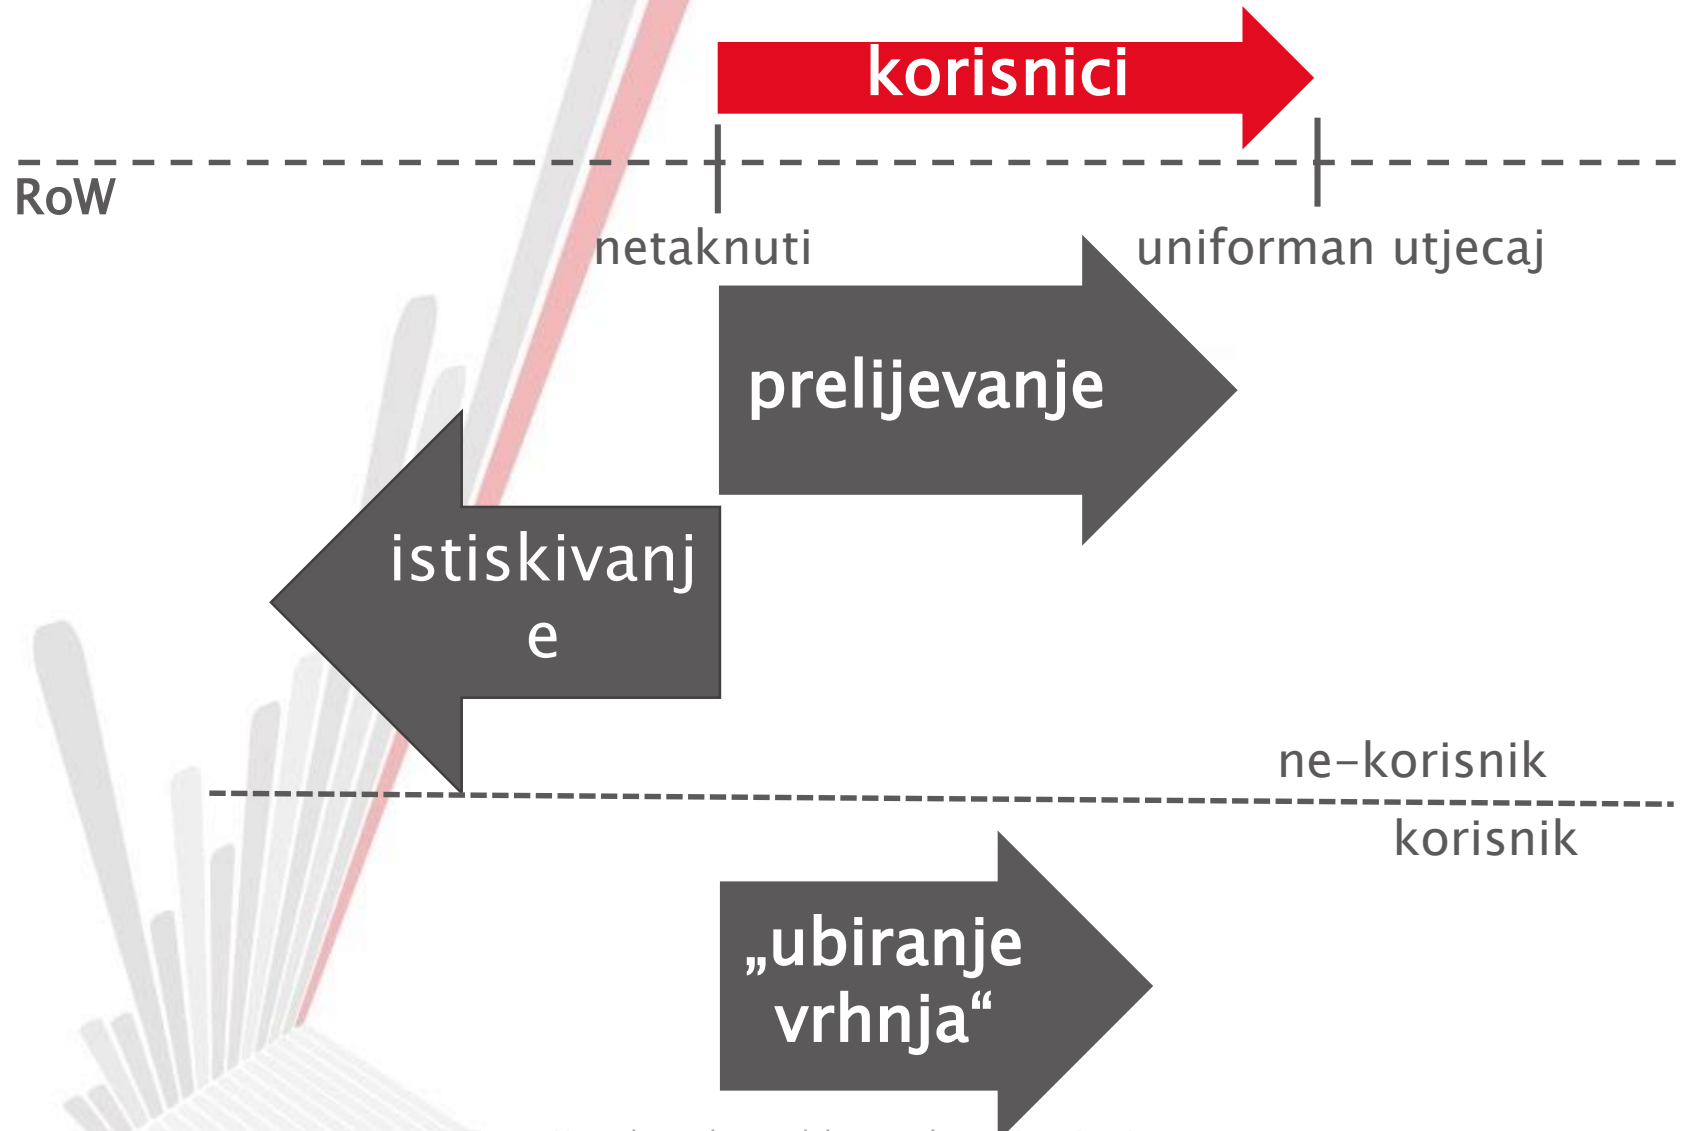 korisnici
RoW
netaknuti
uniforman utjecaj
prelijevanje
istiskivanj
e
ne-korisnik
korisnik
„ubiranje
vrhnja“